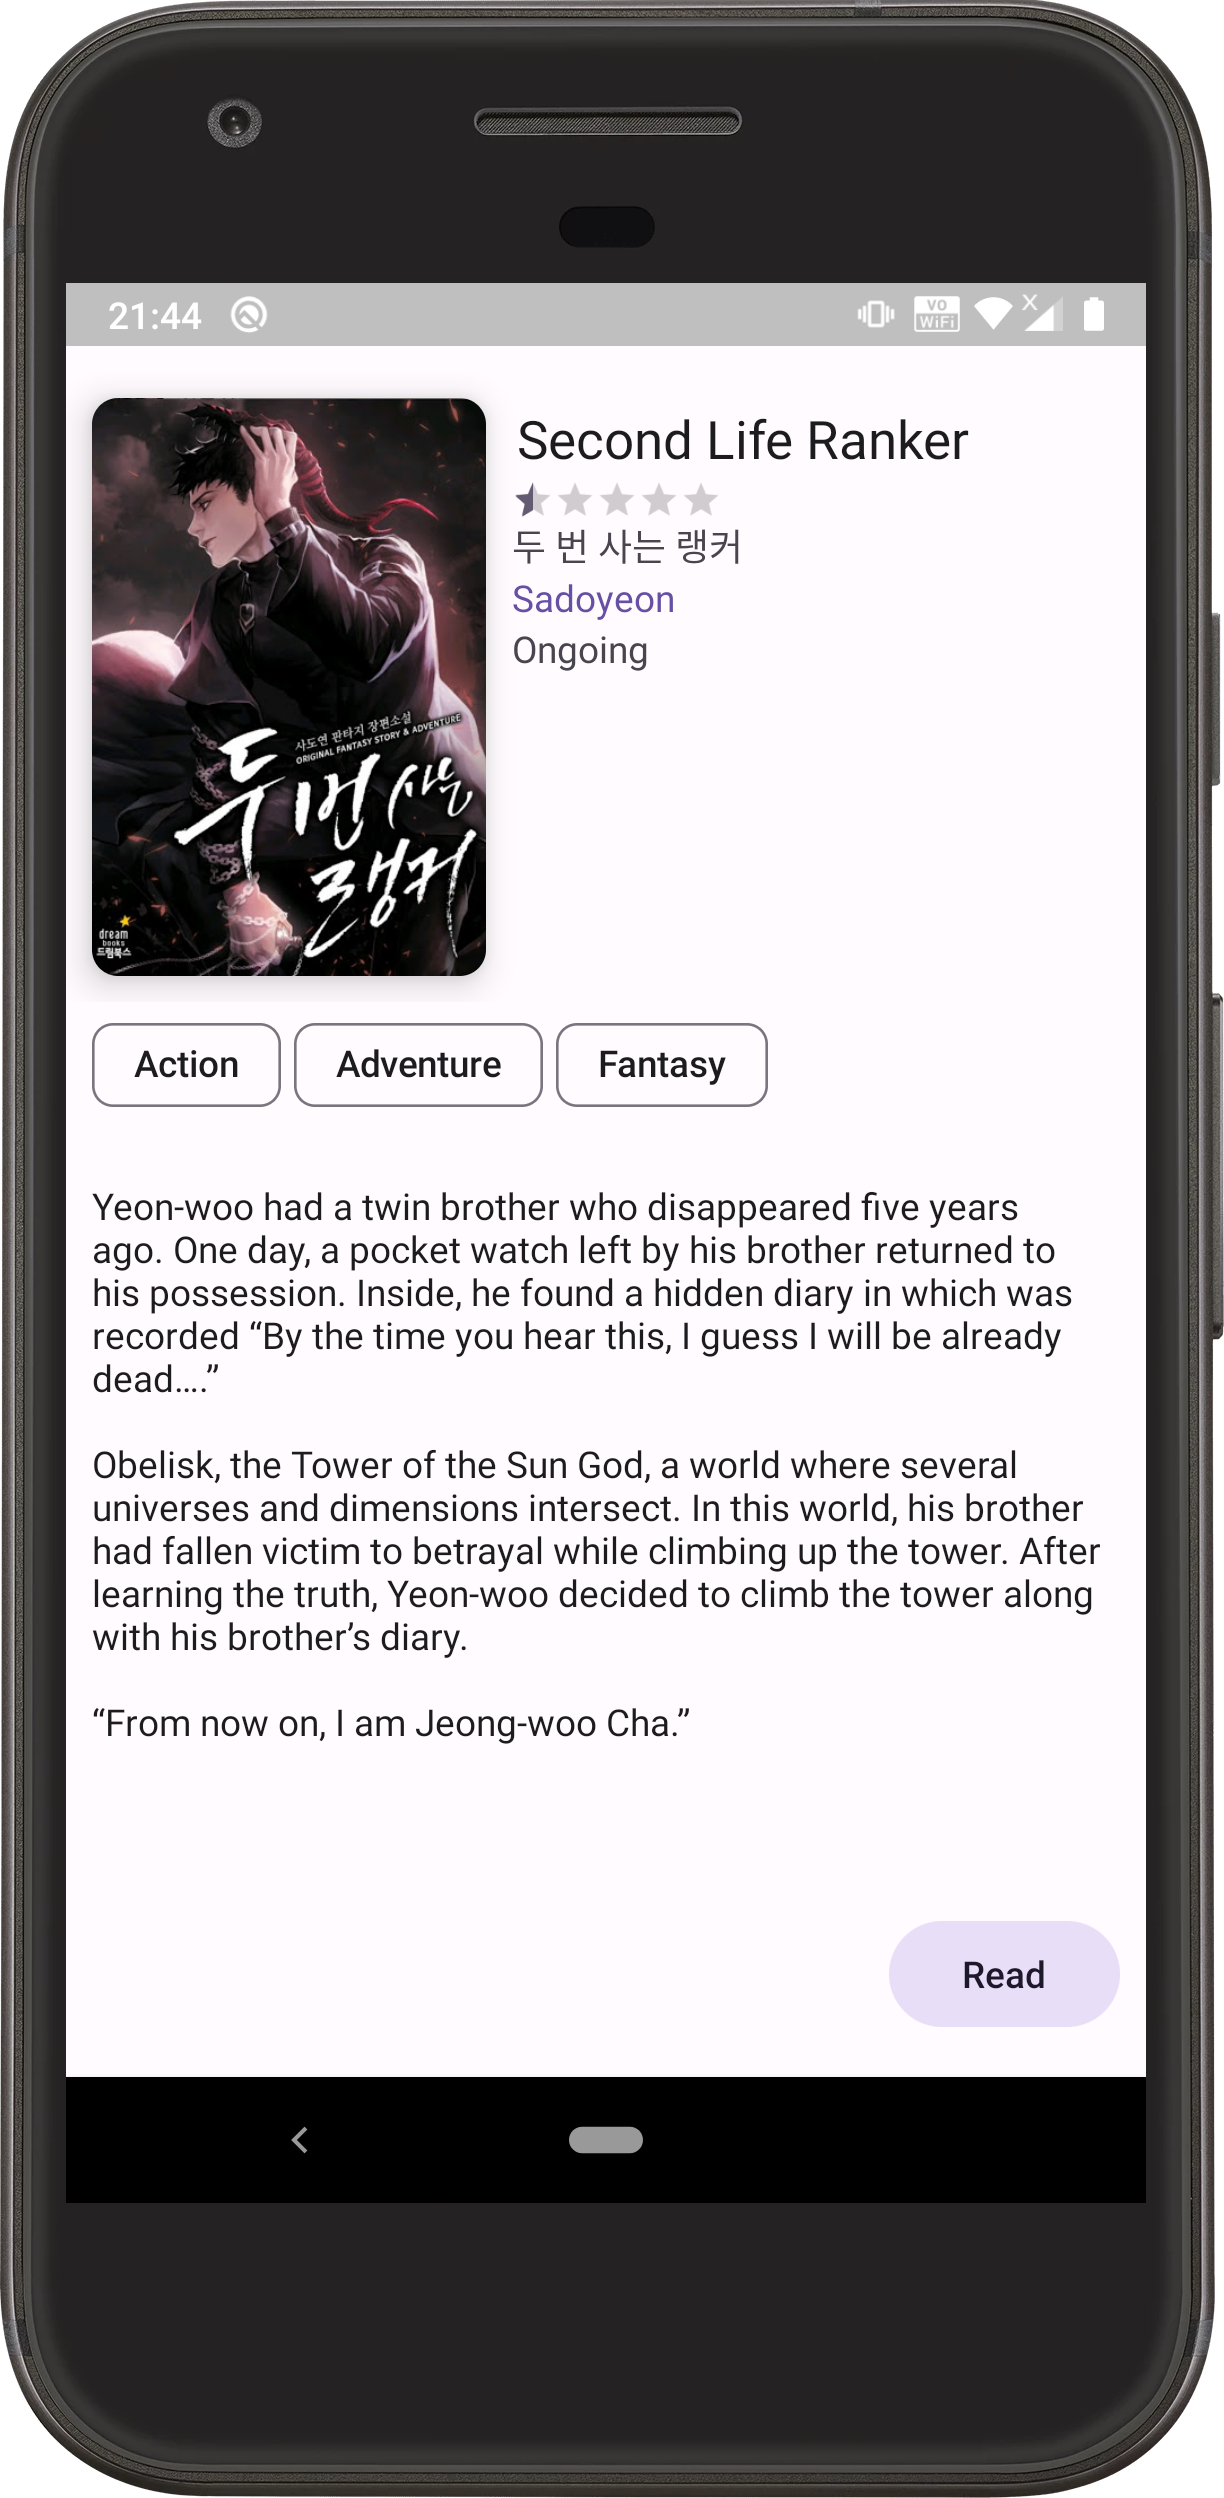 21:44
VO
WiFi
X
Second Life Ranker
두 번 사는 랭커
Sadoyeon
Ongoing
사도연 판타지 장편소설
ORIGINAL FANTASY STORY & ADVENTURE
두 번 사는
랭커
dream
books
드림북스
Action
Adventure
Fantasy
Yeon-woo had a twin brother who disappeared five years
ago. One day, a pocket watch left by his brother returned to
his possession. Inside, he found a hidden diary in which was
recorded “By the time you hear this, I guess I will be already
dead….”
Obelisk, the Tower of the Sun God, a world where several
universes and dimensions intersect. In this world, his brother
had fallen victim to betrayal while climbing up the tower. After
learning the truth, Yeon-woo decided to climb the tower along
with his brother’s diary.
“From now on, I am Jeong-woo Cha.”
Read